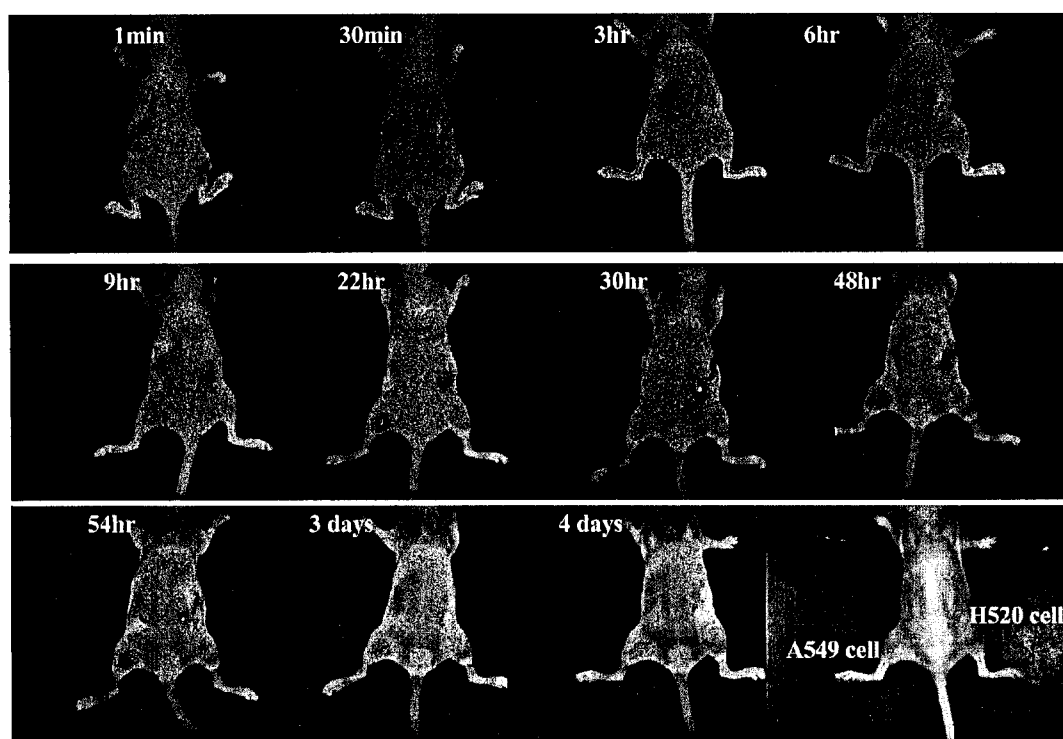 1min
30min
3hr
6hr
9hr
22hr
30hr
48hr
54hr
3 days
4 days
H520 cell
A549 cell